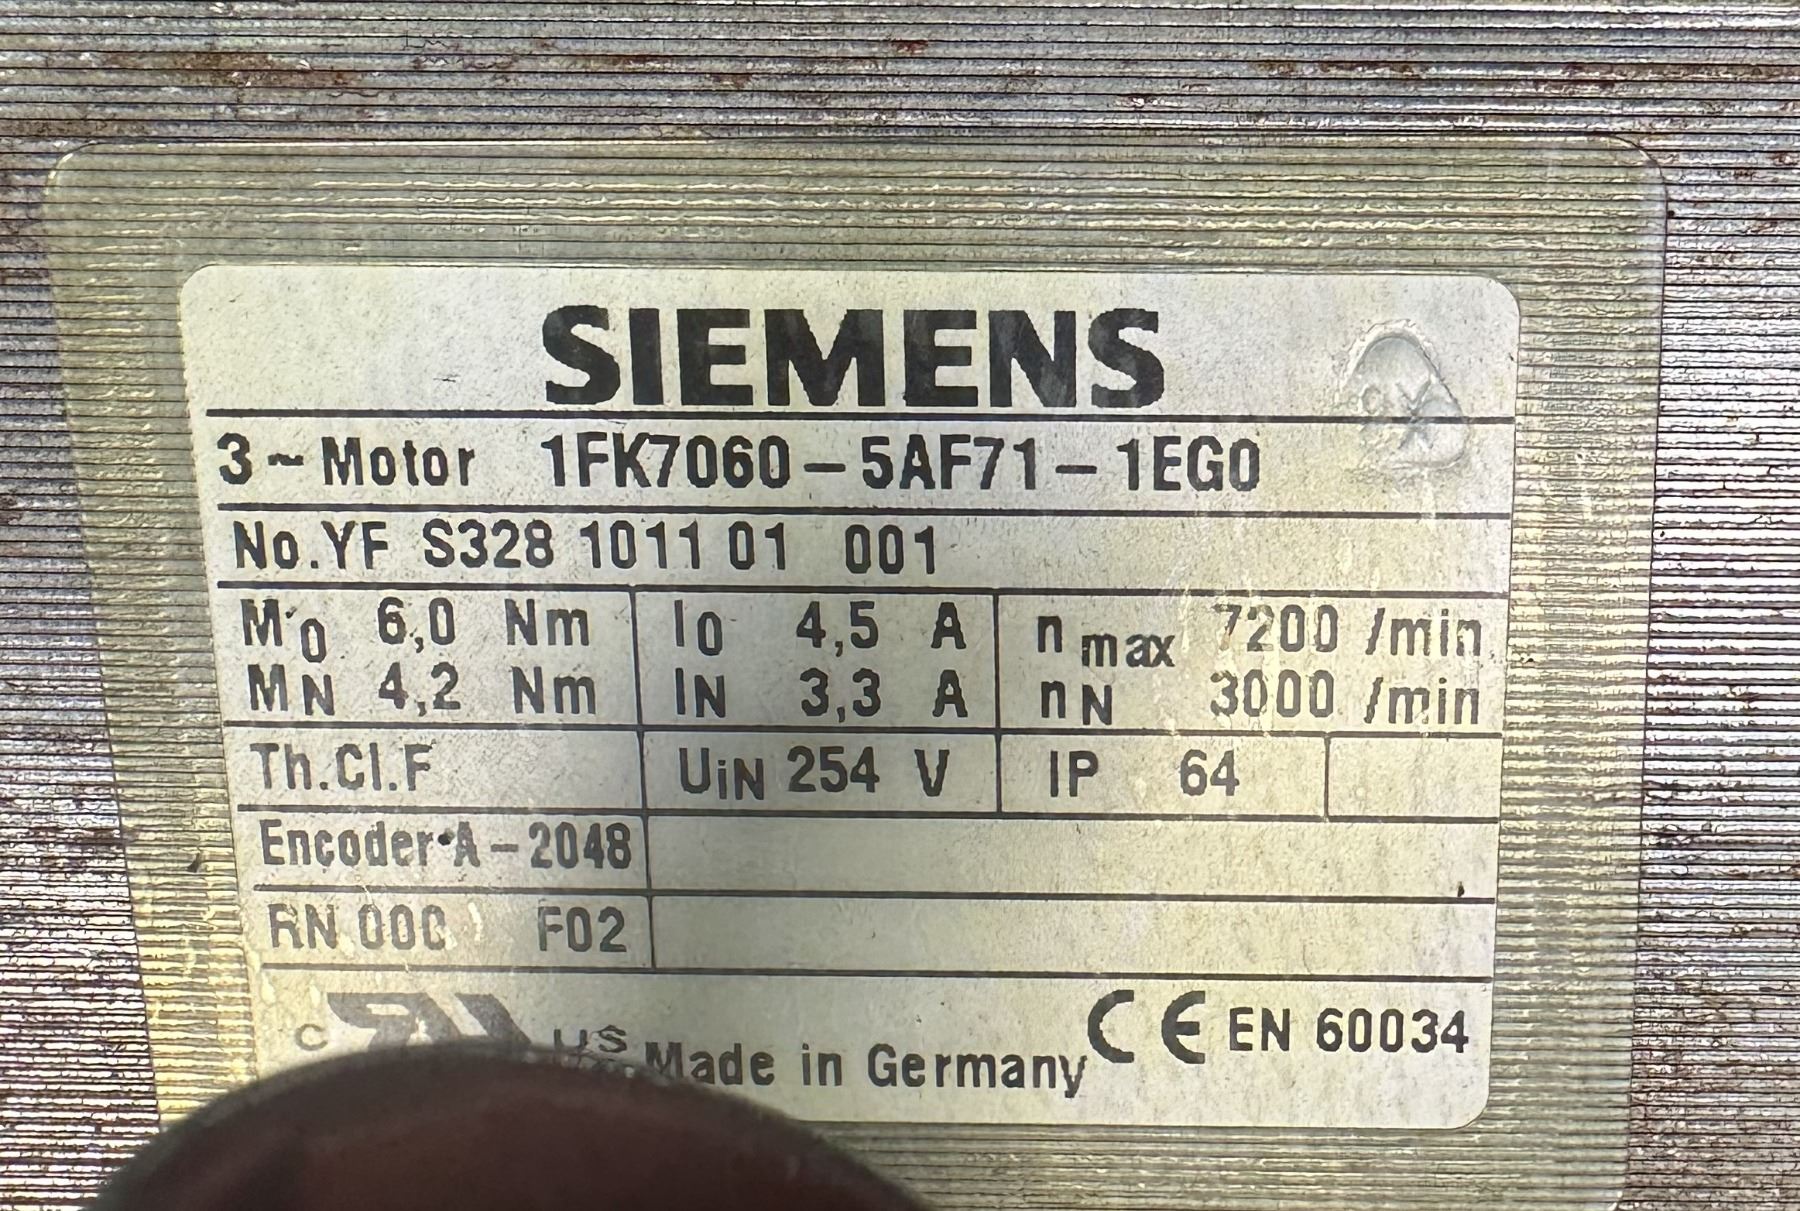 SIEMENS
3~Motor 1FK7060-5AF71-1EG0
No.YF S328 1011 01 001
M0 6,0 Nm I0 4,5 A nmax 7200 /min
MN 4,2 Nm IN 3,3 A nN 3000 /min
Th.Cl.F UiN 254 V IP 64
Encoder A-2048
RN 000 F02
c US Made in Germany CE EN 60034